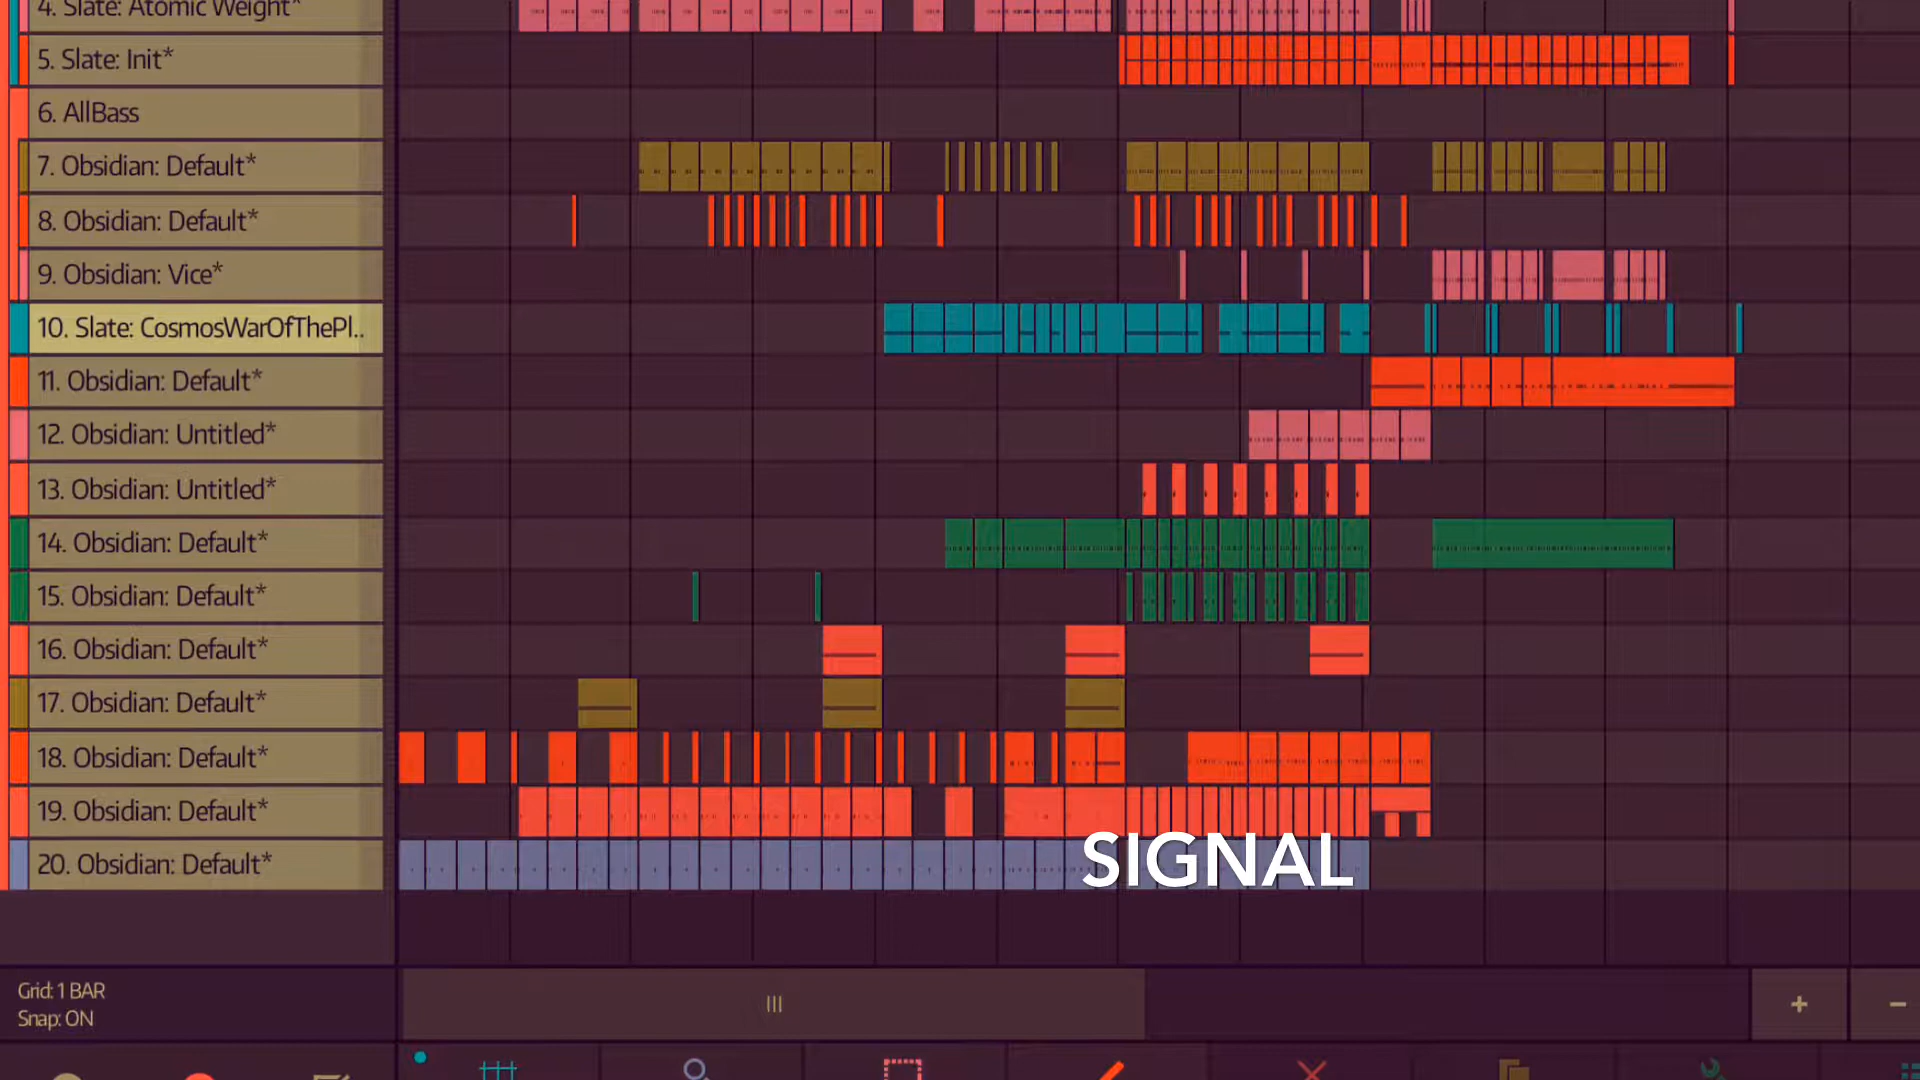 4. Slate: Atomic Weight*
5. Slate: Init*
6. AllBass
7. Obsidian: Default*
8. Obsidian: Default*
9. Obsidian: Vice*
10. Slate: CosmosWarOfThePl..
11. Obsidian: Default*
12. Obsidian: Untitled*
13. Obsidian: Untitled*
14. Obsidian: Default*
15. Obsidian: Default*
16. Obsidian: Default*
17. Obsidian: Default*
18. Obsidian: Default*
19. Obsidian: Default*
20. Obsidian: Default*
SIGNAL
Grid: 1 BAR
Snap: ON